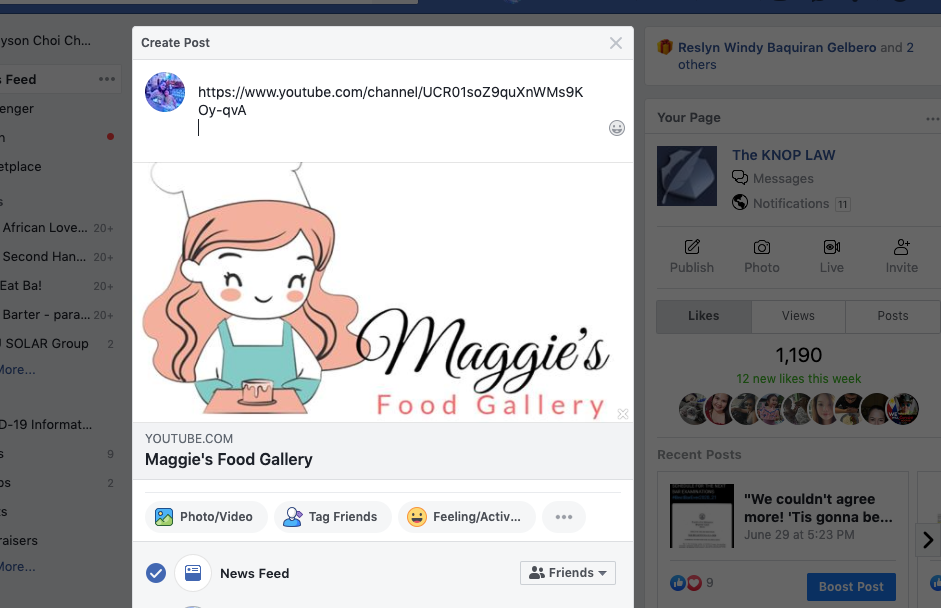 yson Choi Ch...
s Feed
enger
n
etplace
s
African Love... 20+
Second Han... 20+
Eat Ba! 20+
Barter - para... 20+
SOLAR Group 2
More...
D-19 Informat...
s 9
os 2
ts
raisers
More...
Create Post
https://www.youtube.com/channel/UCR01soZ9quXnWMs9K
Oy-qvA
Maggie's
Food Gallery
YOUTUBE.COM
Maggie's Food Gallery
Photo/Video
Tag Friends
Feeling/Activ...
News Feed
Friends
Reslyn Windy Baquiran Gelbero and 2
others
Your Page
The KNOP LAW
Messages
Notifications 11
Publish Photo Live Invite
Likes Views Posts
1,190
12 new likes this week
Recent Posts
"We couldn't agree
more! 'Tis gonna be...
June 29 at 5:23 PM
9
Boost Post